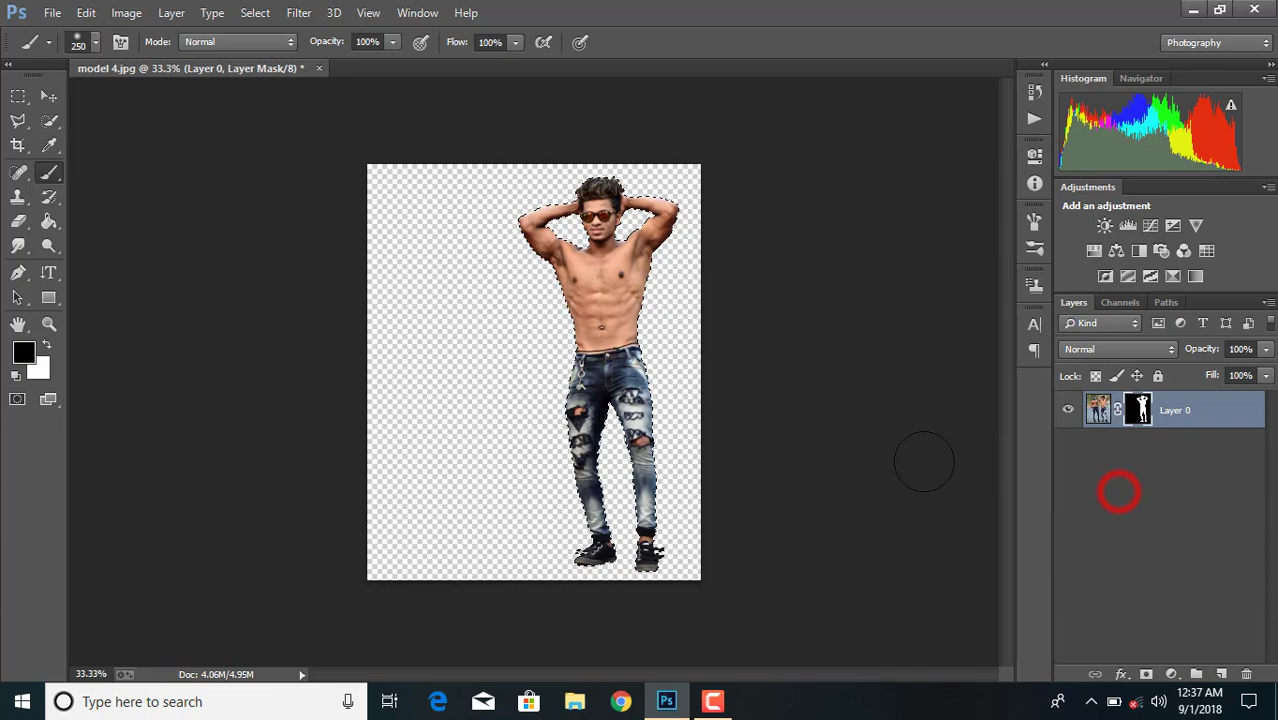 Ps File Edit Image Layer Type Select Filter 3D View Window Help
250 Mode: Normal Opacity: 100% Flow: 100% Photography
model 4.jpg @ 33.3% (Layer 0, Layer Mask/8) * ×
Histogram Navigator
Adjustments
Add an adjustment
Layers Channels Paths
Kind
Normal Opacity: 100%
Lock: Fill: 100%
Layer 0
33.33% Doc: 4.06M/4.95M
Type here to search
12:37 AM
9/1/2018